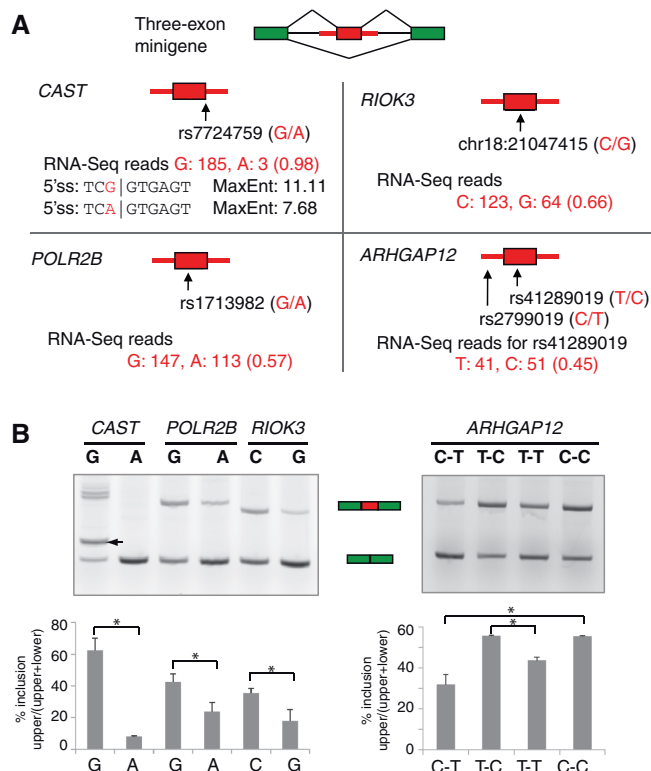 A
Three-exon
minigene
CAST
rs7724759 (G/A)
RNA-Seq reads G: 185, A: 3 (0.98)
5'ss: TCG|GTGAGT MaxEnt: 11.11
5'ss: TCA|GTGAGT MaxEnt: 7.68
RIOK3
chr18:21047415 (C/G)
RNA-Seq reads
C: 123, G: 64 (0.66)
POLR2B
rs1713982 (G/A)
RNA-Seq reads
G: 147, A: 113 (0.57)
ARHGAP12
rs41289019 (T/C)
rs2799019 (C/T)
RNA-Seq reads for rs41289019
T: 41, C: 51 (0.45)
B
CAST POLR2B RIOK3
G A G A C G
ARHGAP12
C-T T-C T-T C-C
% inclusion
upper/(upper+lower)
80
60
40
20
0
* * *
G A G A C G
% inclusion
upper/(upper+lower)
60
40
20
0
*
*
C-T T-C T-T C-C